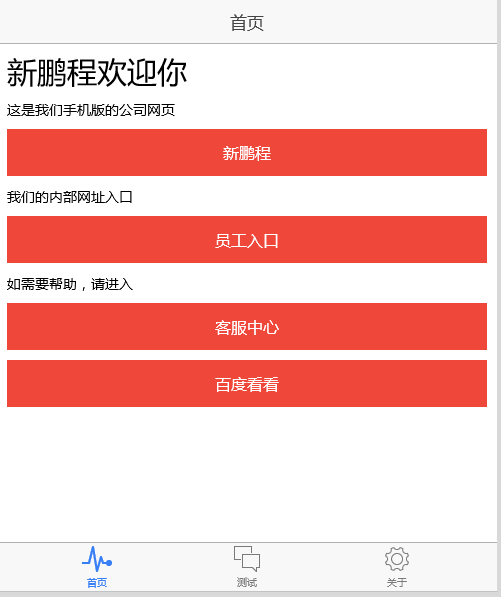 首页
新鹏程欢迎你
这是我们手机版的公司网页
新鹏程
我们的内部网址入口
员工入口
如需要帮助，请进入
客服中心
百度看看
首页
测试
关于